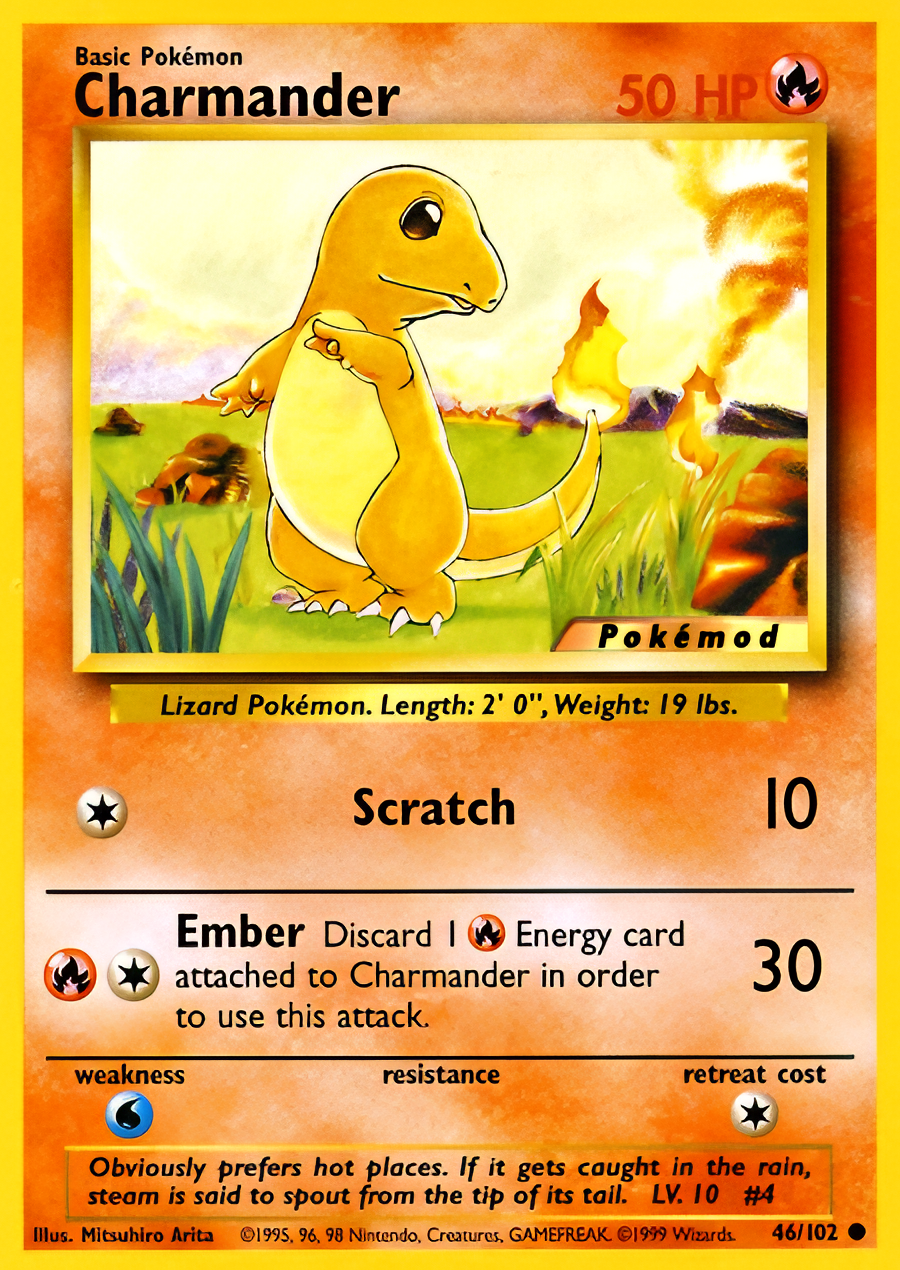 Basic Pokémon
Charmander
50 HP
Pokémod
Lizard Pokémon. Length: 2' 0", Weight: 19 lbs.
Scratch 10
Ember Discard 1 Energy card
attached to Charmander in order
to use this attack.
30
weakness resistance retreat cost
Obviously prefers hot places. If it gets caught in the rain,
steam is said to spout from the tip of its tail. LV. 10 #4
Illus. Mitsuhiro Arita ©1995, 96, 98 Nintendo, Creatures, GAMEFREAK. ©1999 Wizards. 46/102